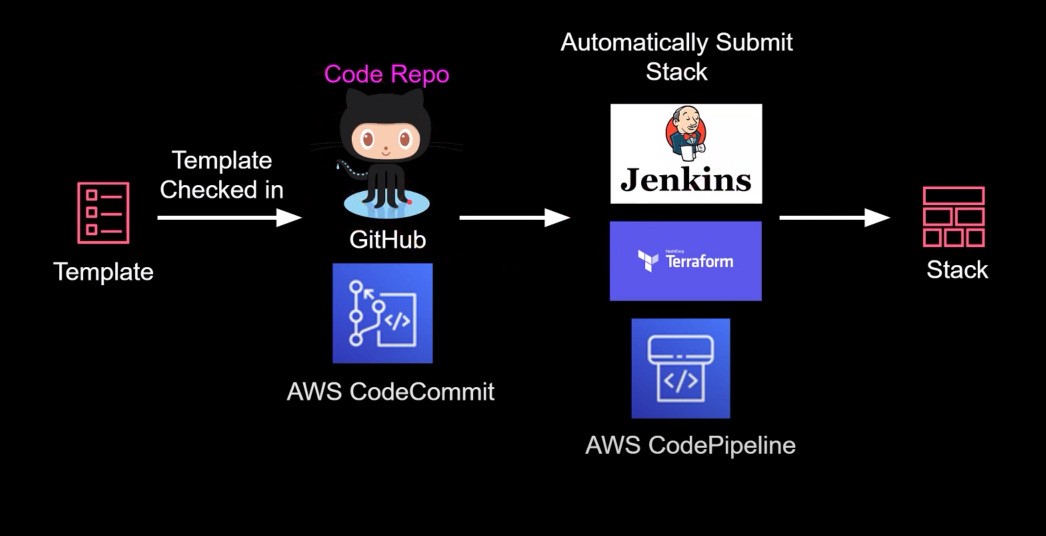 Automatically Submit
Stack
Code Repo
Template
Checked in
Jenkins
GitHub
HashiCorp
Terraform
Template
Stack
AWS CodeCommit
AWS CodePipeline
</>
</>